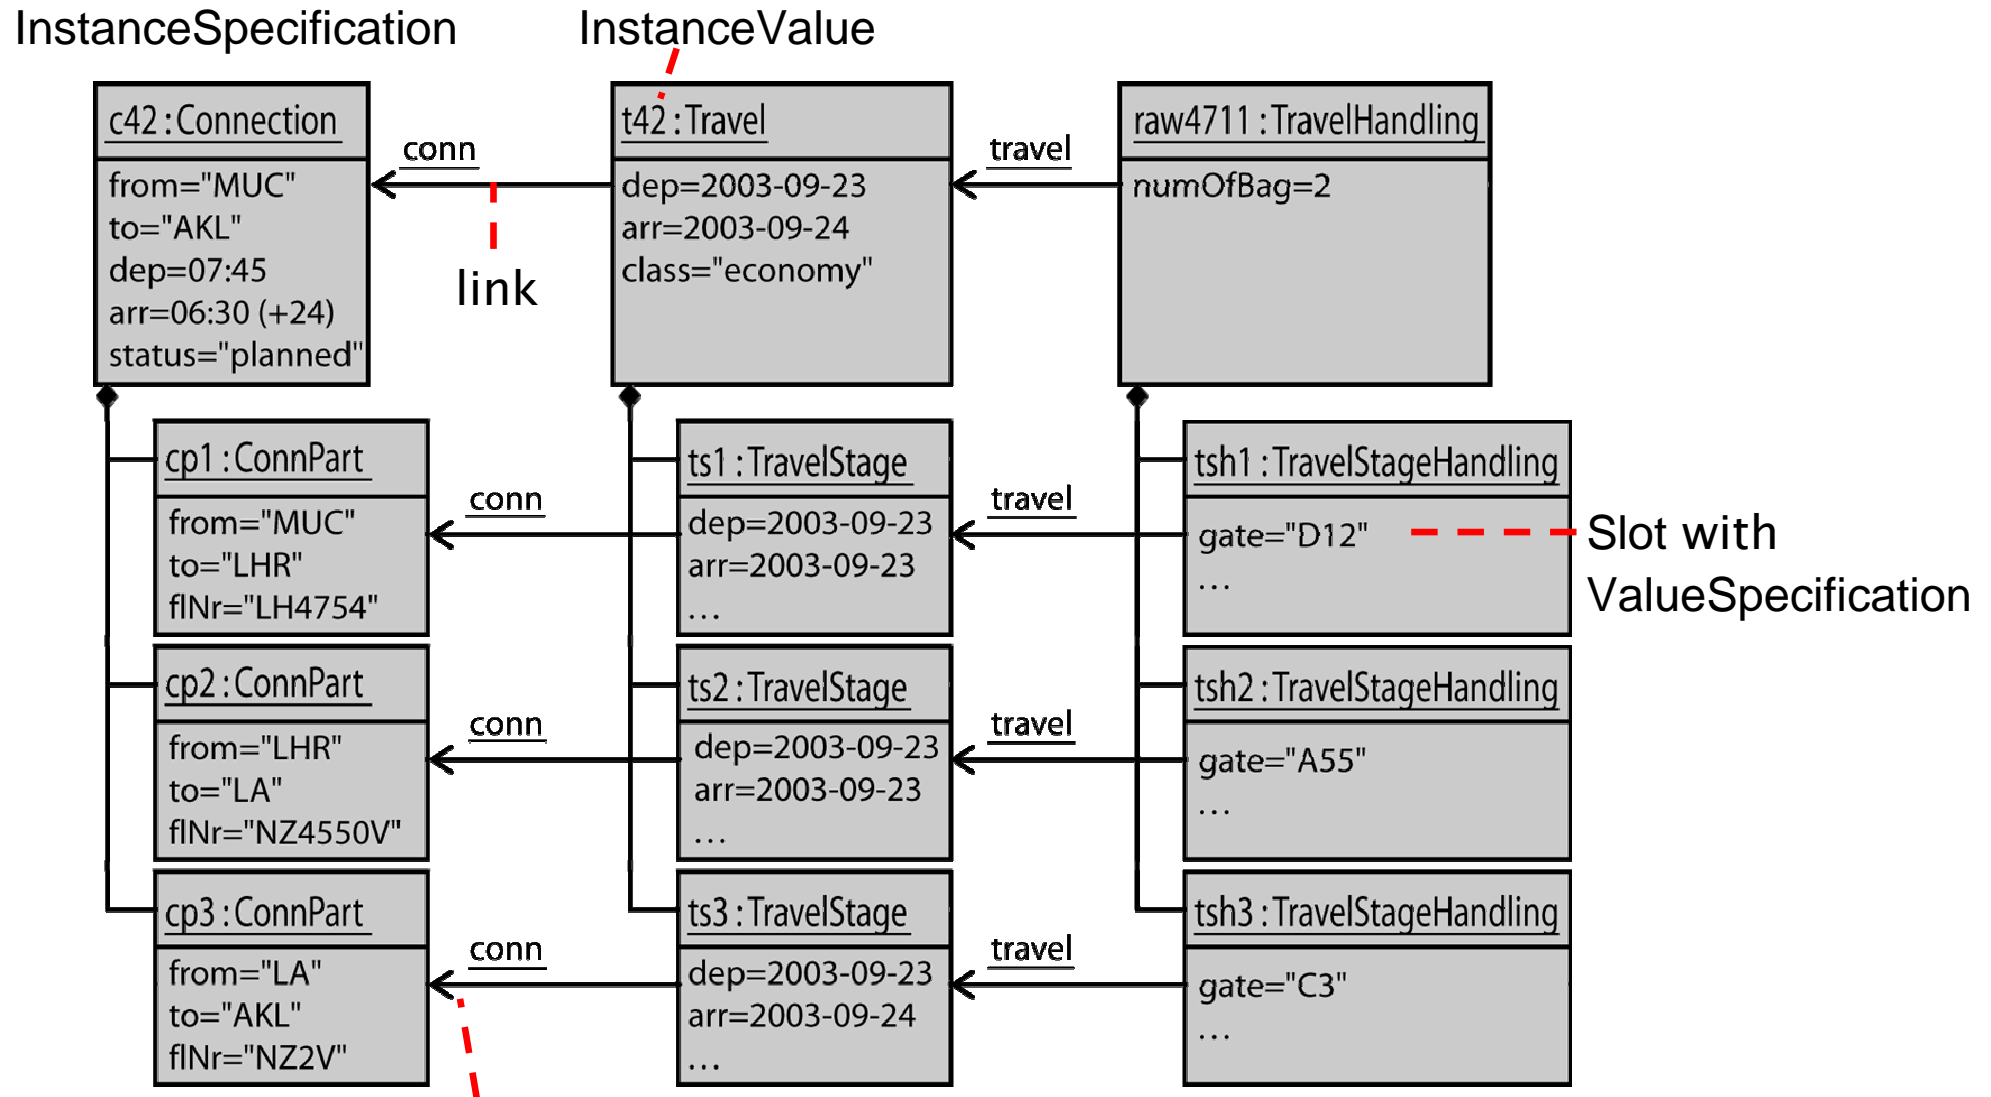 InstanceSpecification
InstanceValue
c42 : Connection
from="MUC"
to="AKL"
dep=07:45
arr=06:30 (+24)
status="planned"
conn
link
t42 : Travel
dep=2003-09-23
arr=2003-09-24
class="economy"
travel
raw4711 : TravelHandling
numOfBag=2
cp1 : ConnPart
from="MUC"
to="LHR"
flNr="LH4754"
conn
ts1 : TravelStage
dep=2003-09-23
arr=2003-09-23
...
travel
tsh1 : TravelStageHandling
gate="D12"
...
Slot with
ValueSpecification
cp2 : ConnPart
from="LHR"
to="LA"
flNr="NZ4550V"
conn
ts2 : TravelStage
dep=2003-09-23
arr=2003-09-23
...
travel
tsh2 : TravelStageHandling
gate="A55"
...
cp3 : ConnPart
from="LA"
to="AKL"
flNr="NZ2V"
conn
ts3 : TravelStage
dep=2003-09-23
arr=2003-09-24
...
travel
tsh3 : TravelStageHandling
gate="C3"
...